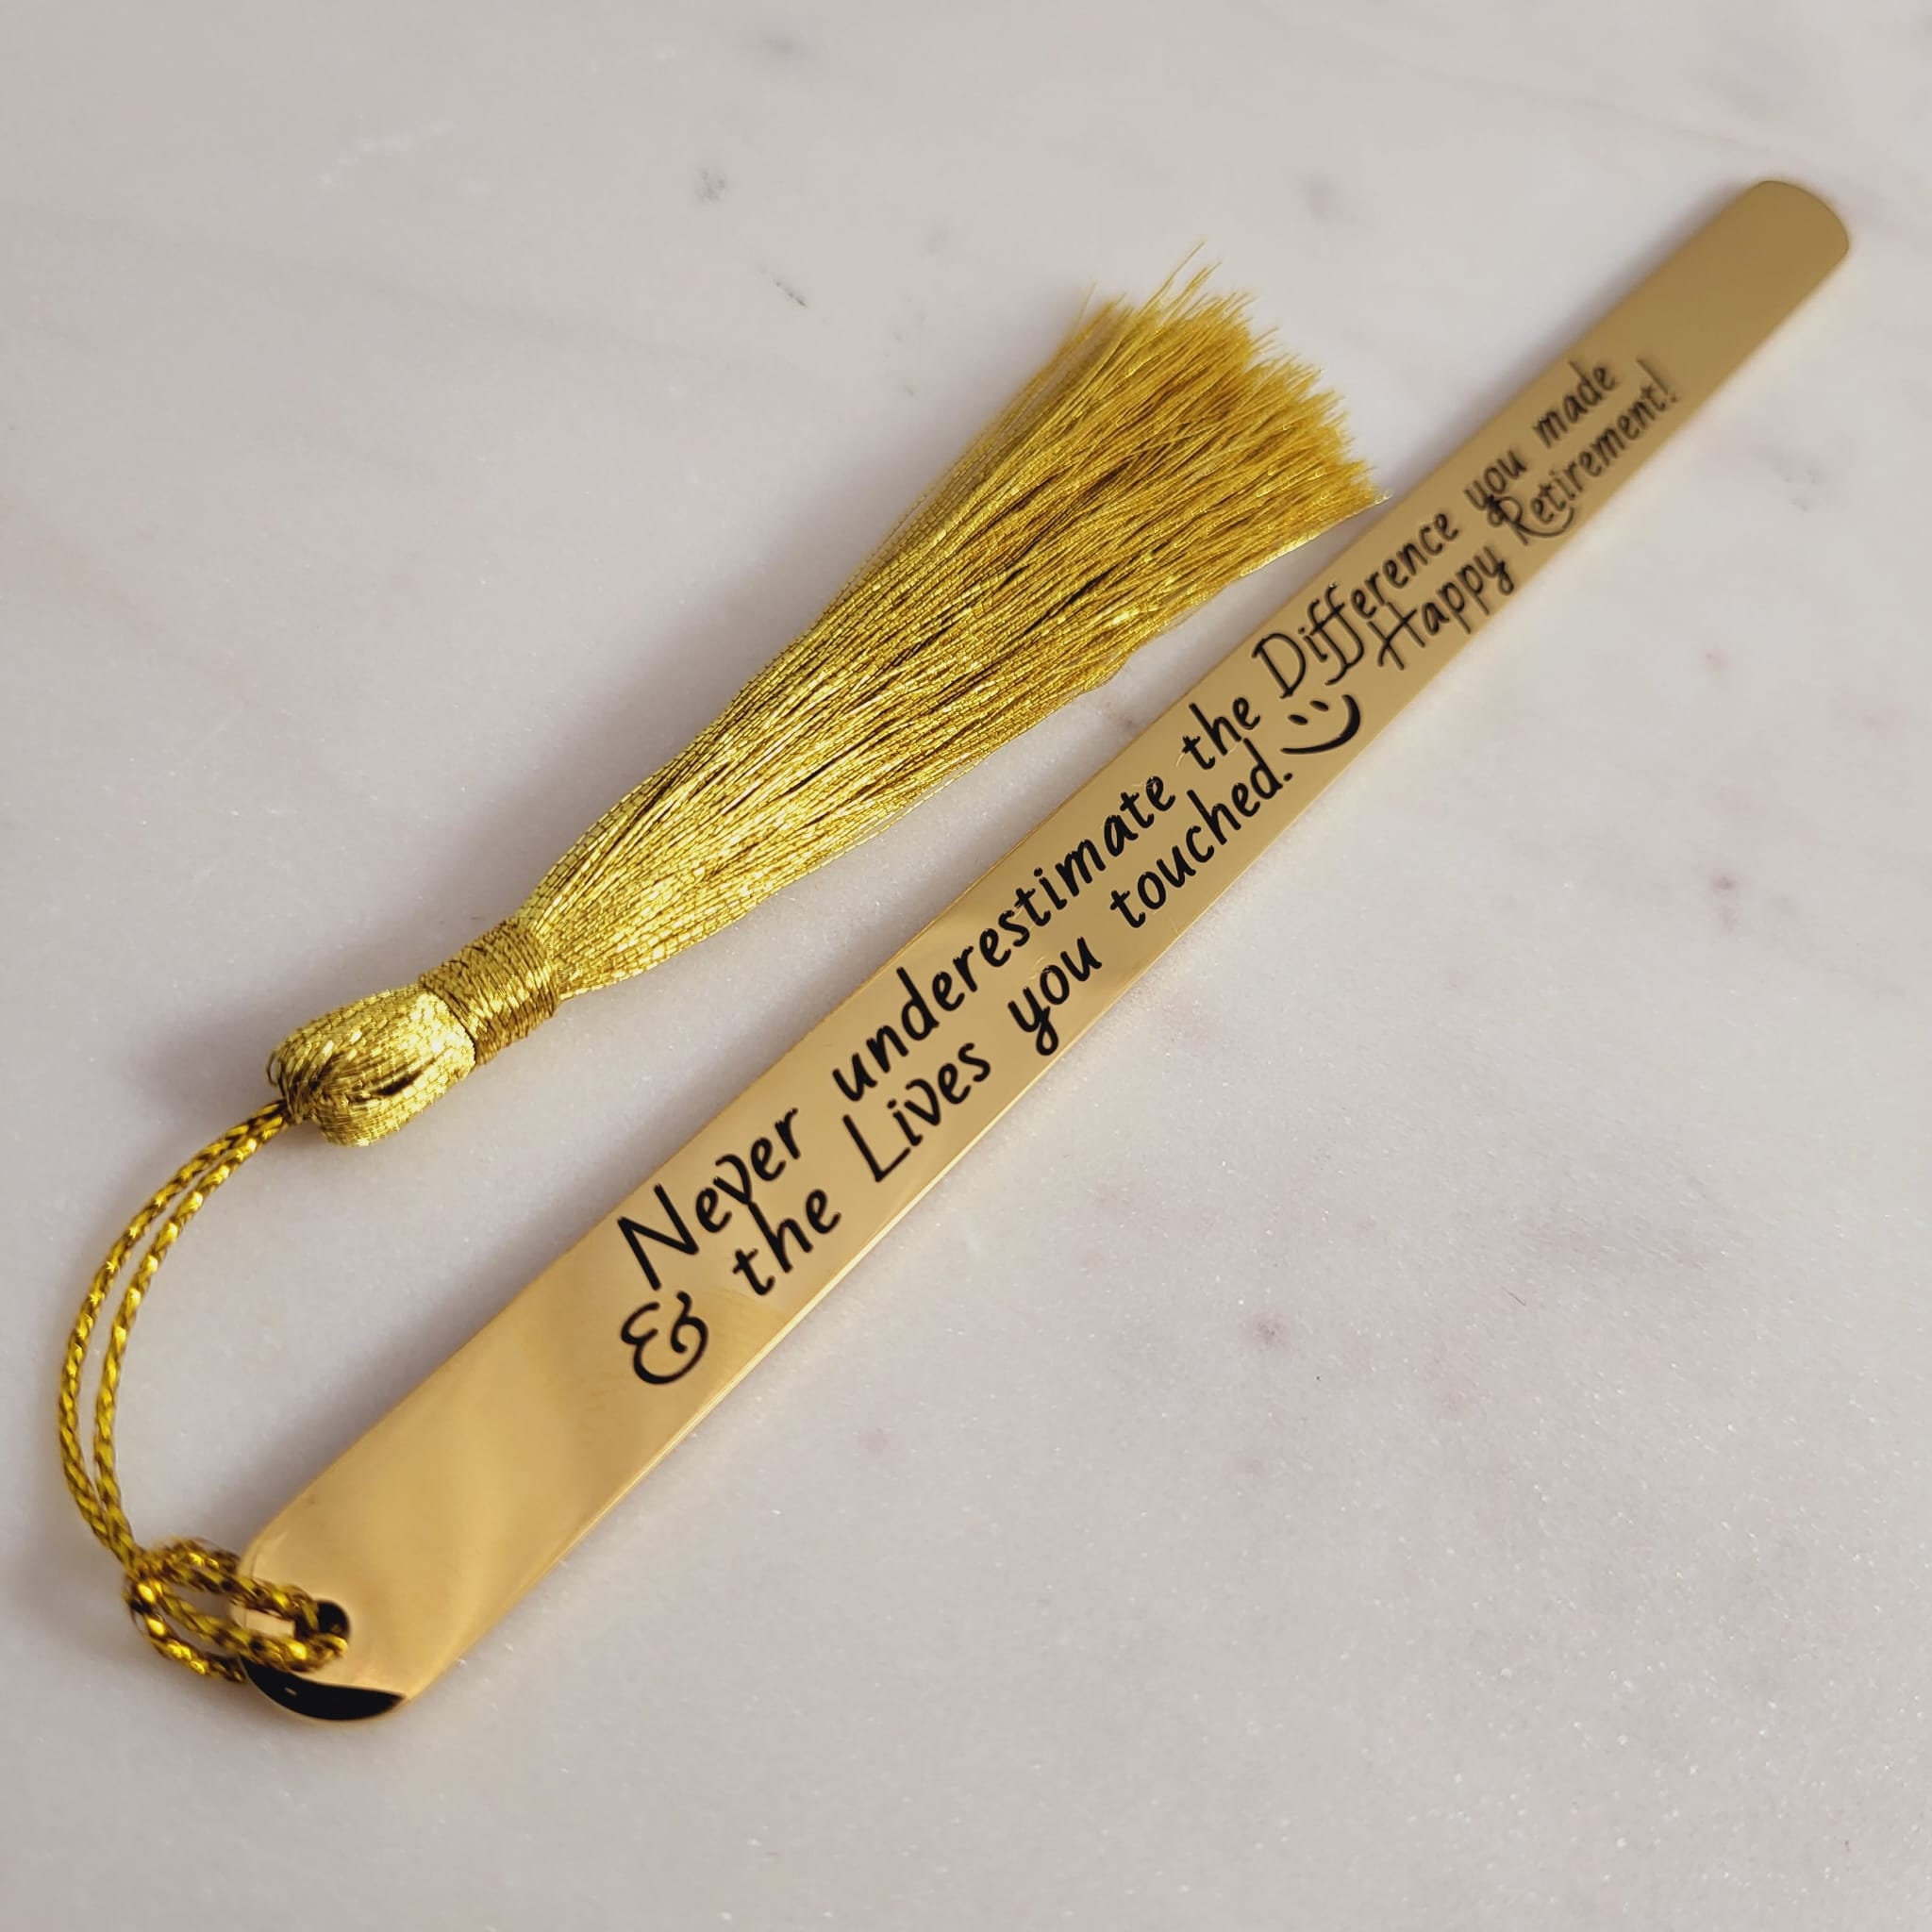 Never underestimate the Difference you made
& the Lives you touched. Happy Retirement!